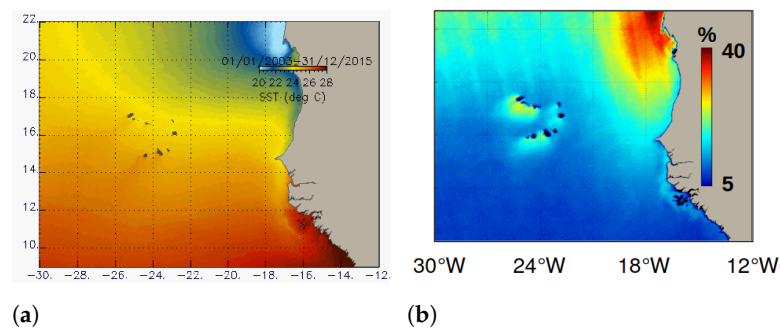 22.
20.
18.
16.
14.
12.
10.
01/01/2003−31/12/2015
20 22 24 26 28
SST (deg C)
−30. −28. −26. −24. −22. −20. −18. −16. −14. −12.
(a)
%
40
5
30°W 24°W 18°W 12°W
(b)